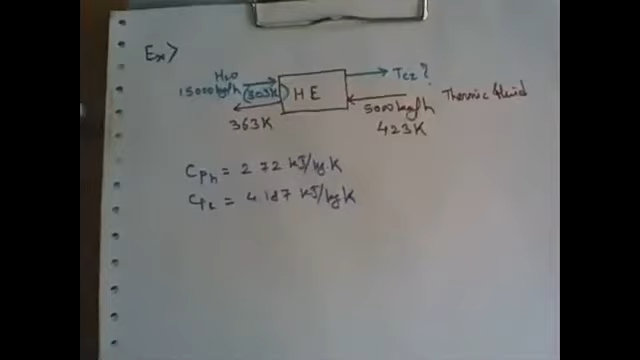 Ex>
H₂O
15000kg/h
303K
HE
Tc2?
363K
5000kg/h
Thermic fluid
423K
Cph = 2.72 KJ/kg.K
Cpc = 4.187 KJ/kgK